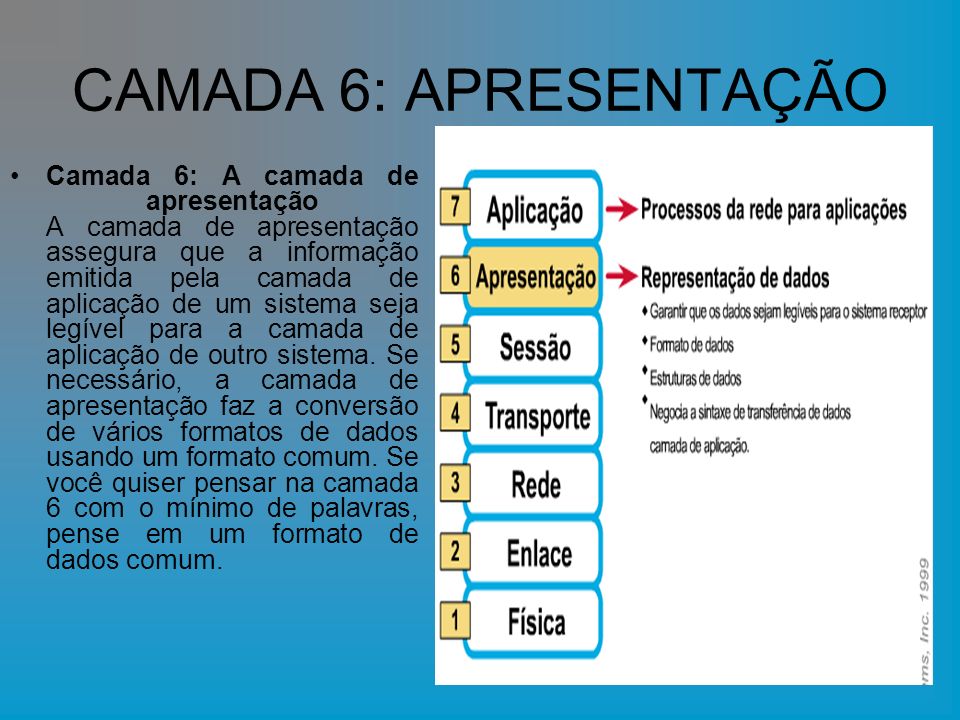 CAMADA 6: APRESENTAÇÃO
• Camada 6: A camada de
apresentação
A camada de apresentação
assegura que a informação
emitida pela camada de
aplicação de um sistema seja
legível para a camada de
aplicação de outro sistema. Se
necessário, a camada de
apresentação faz a conversão
de vários formatos de dados
usando um formato comum. Se
você quiser pensar na camada
6 com o mínimo de palavras,
pense em um formato de
dados comum.
7 Aplicação Processos da rede para aplicações
6 Apresentação Representação de dados
Garantir que os dados sejam legíveis para o sistema receptor
Formato de dados
Estruturas de dados
Negocia a sintaxe de transferência de dados
camada de aplicação.
5 Sessão
4 Transporte
3 Rede
2 Enlace
1 Física
Inc. 1999